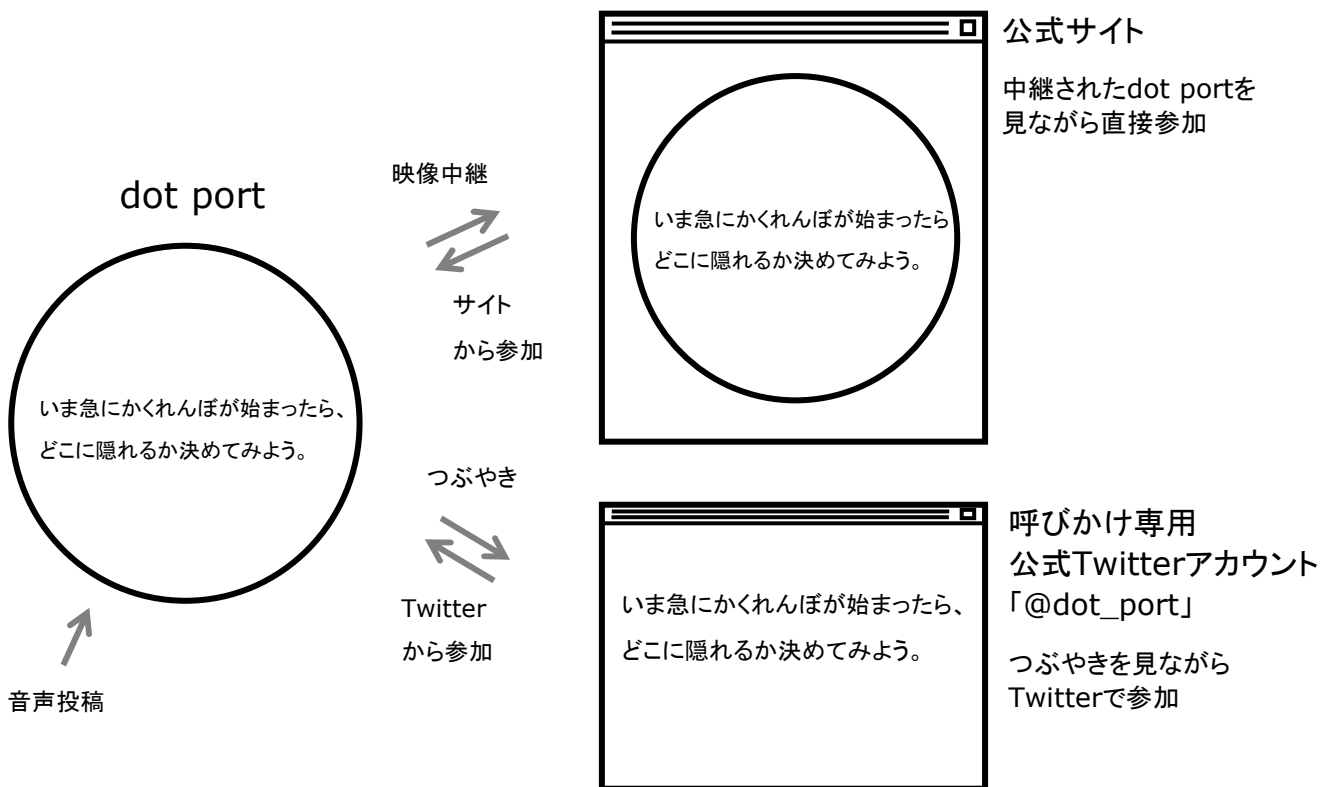 dot port
いま急にかくれんぼが始まったら、
どこに隠れるか決めてみよう。
音声投稿
映像中継
サイト
から参加
つぶやき
Twitter
から参加
いま急にかくれんぼが始まったら
どこに隠れるか決めてみよう。
公式サイト
中継されたdot portを
見ながら直接参加
いま急にかくれんぼが始まったら、
どこに隠れるか決めてみよう。
呼びかけ専用
公式Twitterアカウント
「@dot_port」
つぶやきを見ながら
Twitterで参加